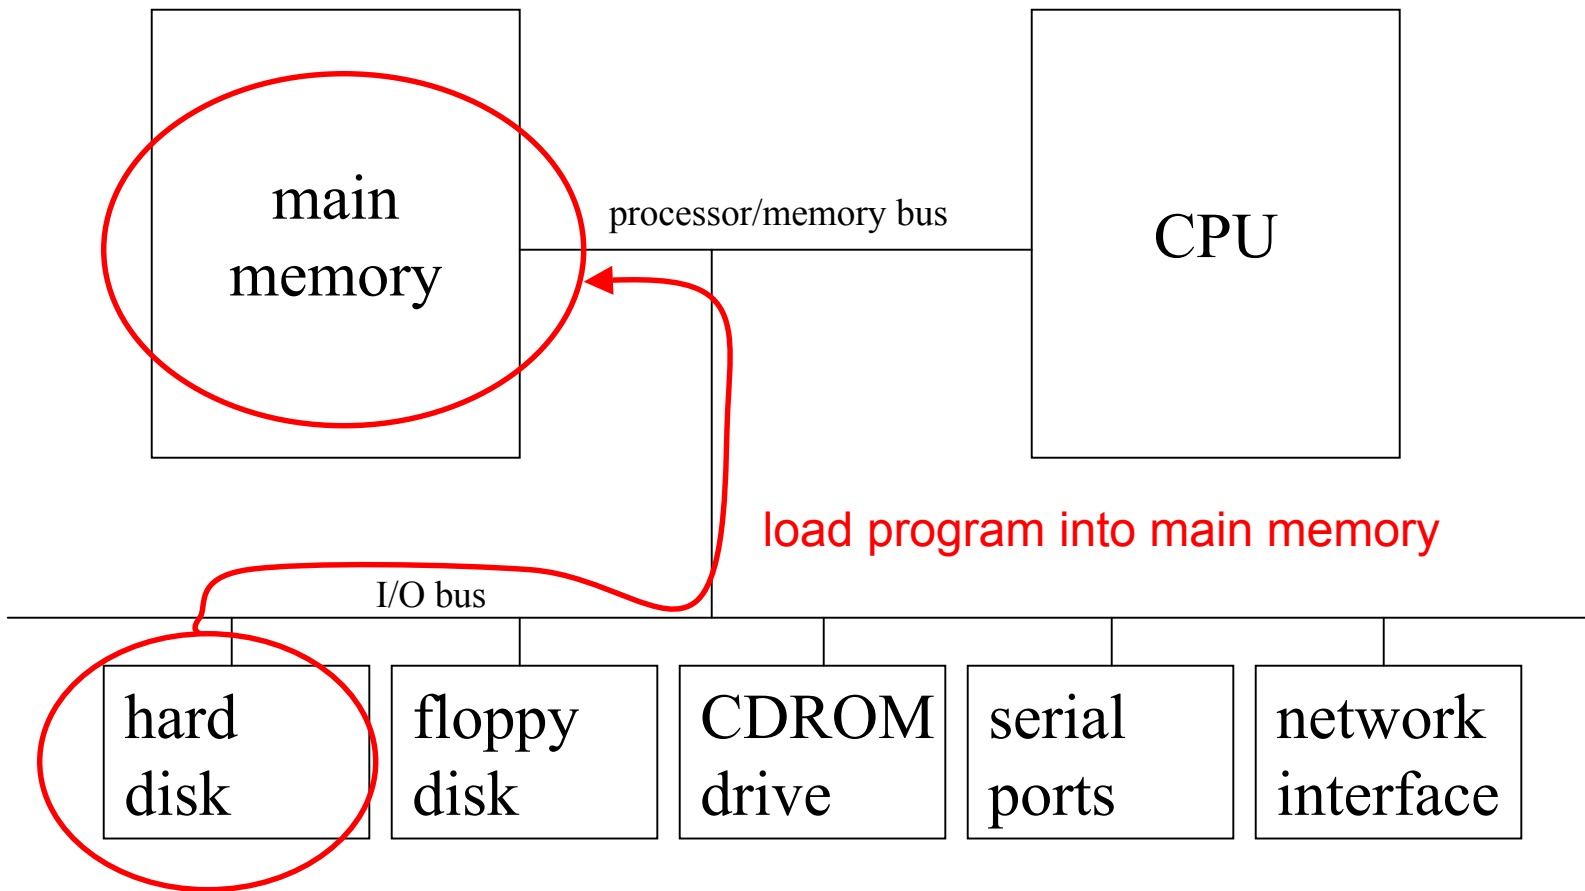 main
memory
processor/memory bus
CPU
load program into main memory
I/O bus
hard
disk
floppy
disk
CDROM
drive
serial
ports
network
interface